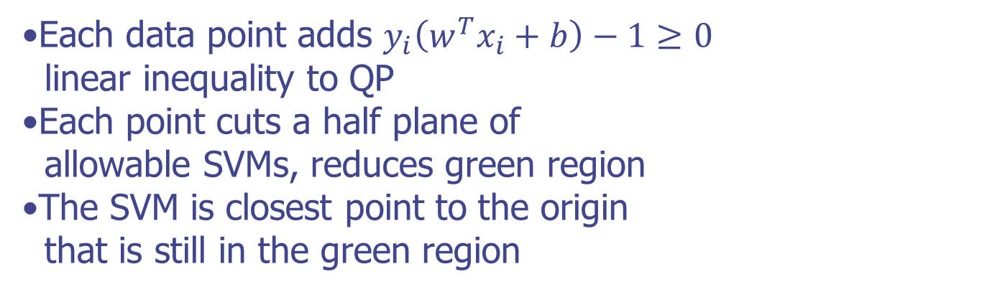 •Each data point adds $y_i(w^T x_i + b) - 1 \geq 0$
linear inequality to QP
•Each point cuts a half plane of
allowable SVMs, reduces green region
•The SVM is closest point to the origin
that is still in the green region